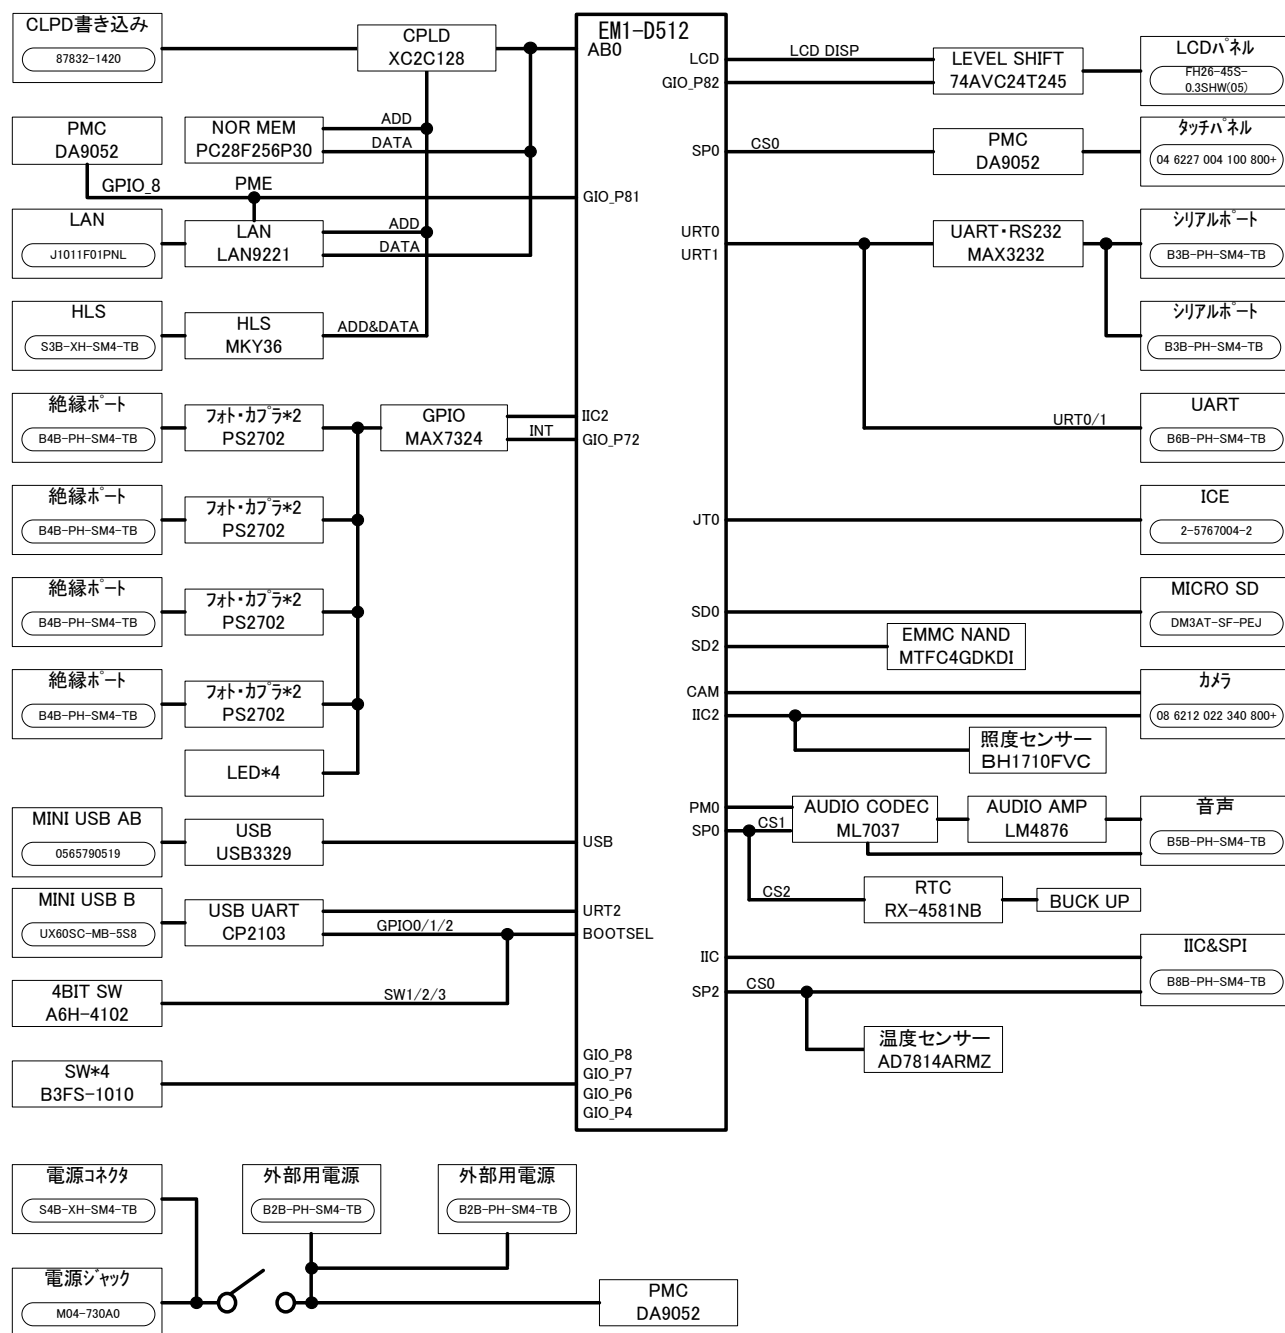 CLPD書き込み
87832-1420
CPLD
XC2C128
EM1-D512
AB0
PMC
DA9052
NOR MEM
PC28F256P30
ADD
DATA
GPIO_8
PME
GIO_P81
LAN
J1011F01PNL
LAN
LAN9221
ADD
DATA
HLS
S3B-XH-SM4-TB
HLS
MKY36
ADD&DATA
絶縁ポート
B4B-PH-SM4-TB
フォト・カプラ*2
PS2702
GPIO
MAX7324
INT
IIC2
GIO_P72
絶縁ポート
B4B-PH-SM4-TB
フォト・カプラ*2
PS2702
絶縁ポート
B4B-PH-SM4-TB
フォト・カプラ*2
PS2702
絶縁ポート
B4B-PH-SM4-TB
フォト・カプラ*2
PS2702
LED*4
MINI USB AB
0565790519
USB
USB3329
USB
MINI USB B
UX60SC-MB-5S8
USB UART
CP2103
GPIO0/1/2
URT2
BOOTSEL
4BIT SW
A6H-4102
SW1/2/3
SW*4
B3FS-1010
GIO_P8
GIO_P7
GIO_P6
GIO_P4
LCD
GIO_P82
LCD DISP
LEVEL SHIFT
74AVC24T245
LCDパネル
FH26-45S-
0.3SHW(05)
SP0
CS0
PMC
DA9052
タッチパネル
04 6227 004 100 800+
URT0
URT1
UART・RS232
MAX3232
シリアルポート
B3B-PH-SM4-TB
シリアルポート
B3B-PH-SM4-TB
URT0/1
UART
B6B-PH-SM4-TB
JT0
ICE
2-5767004-2
SD0
MICRO SD
DM3AT-SF-PEJ
SD2
EMMC NAND
MTFC4GDKDI
CAM
IIC2
カメラ
08 6212 022 340 800+
照度センサー
BH1710FVC
PM0
SP0
CS1
AUDIO CODEC
ML7037
AUDIO AMP
LM4876
音声
B5B-PH-SM4-TB
CS2
RTC
RX-4581NB
BUCK UP
IIC
SP2
CS0
IIC&SPI
B8B-PH-SM4-TB
温度センサー
AD7814ARMZ
電源コネクタ
S4B-XH-SM4-TB
外部用電源
B2B-PH-SM4-TB
外部用電源
B2B-PH-SM4-TB
電源ジャック
M04-730A0
PMC
DA9052